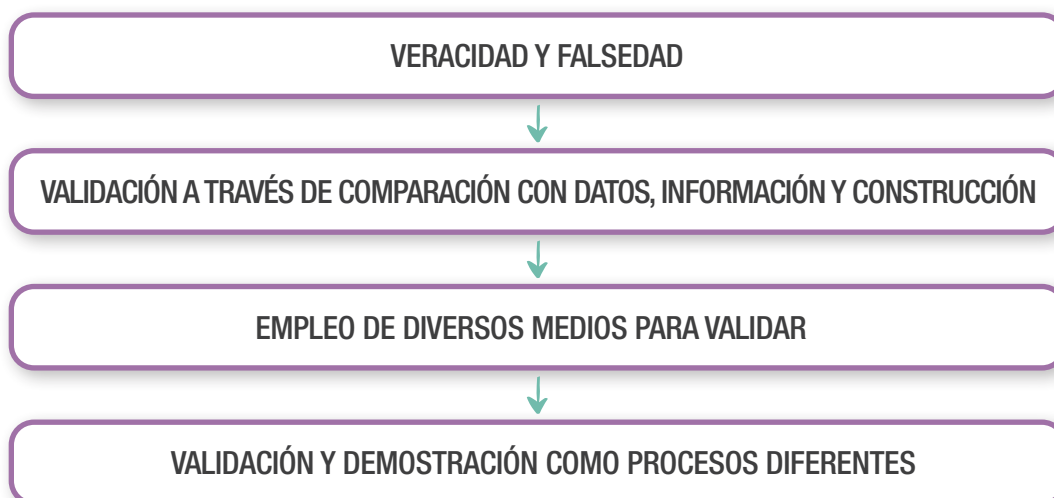 VERACIDAD Y FALSEDAD
VALIDACIÓN A TRAVÉS DE COMPARACIÓN CON DATOS, INFORMACIÓN Y CONSTRUCCIÓN
EMPLEO DE DIVERSOS MEDIOS PARA VALIDAR
VALIDACIÓN Y DEMOSTRACIÓN COMO PROCESOS DIFERENTES